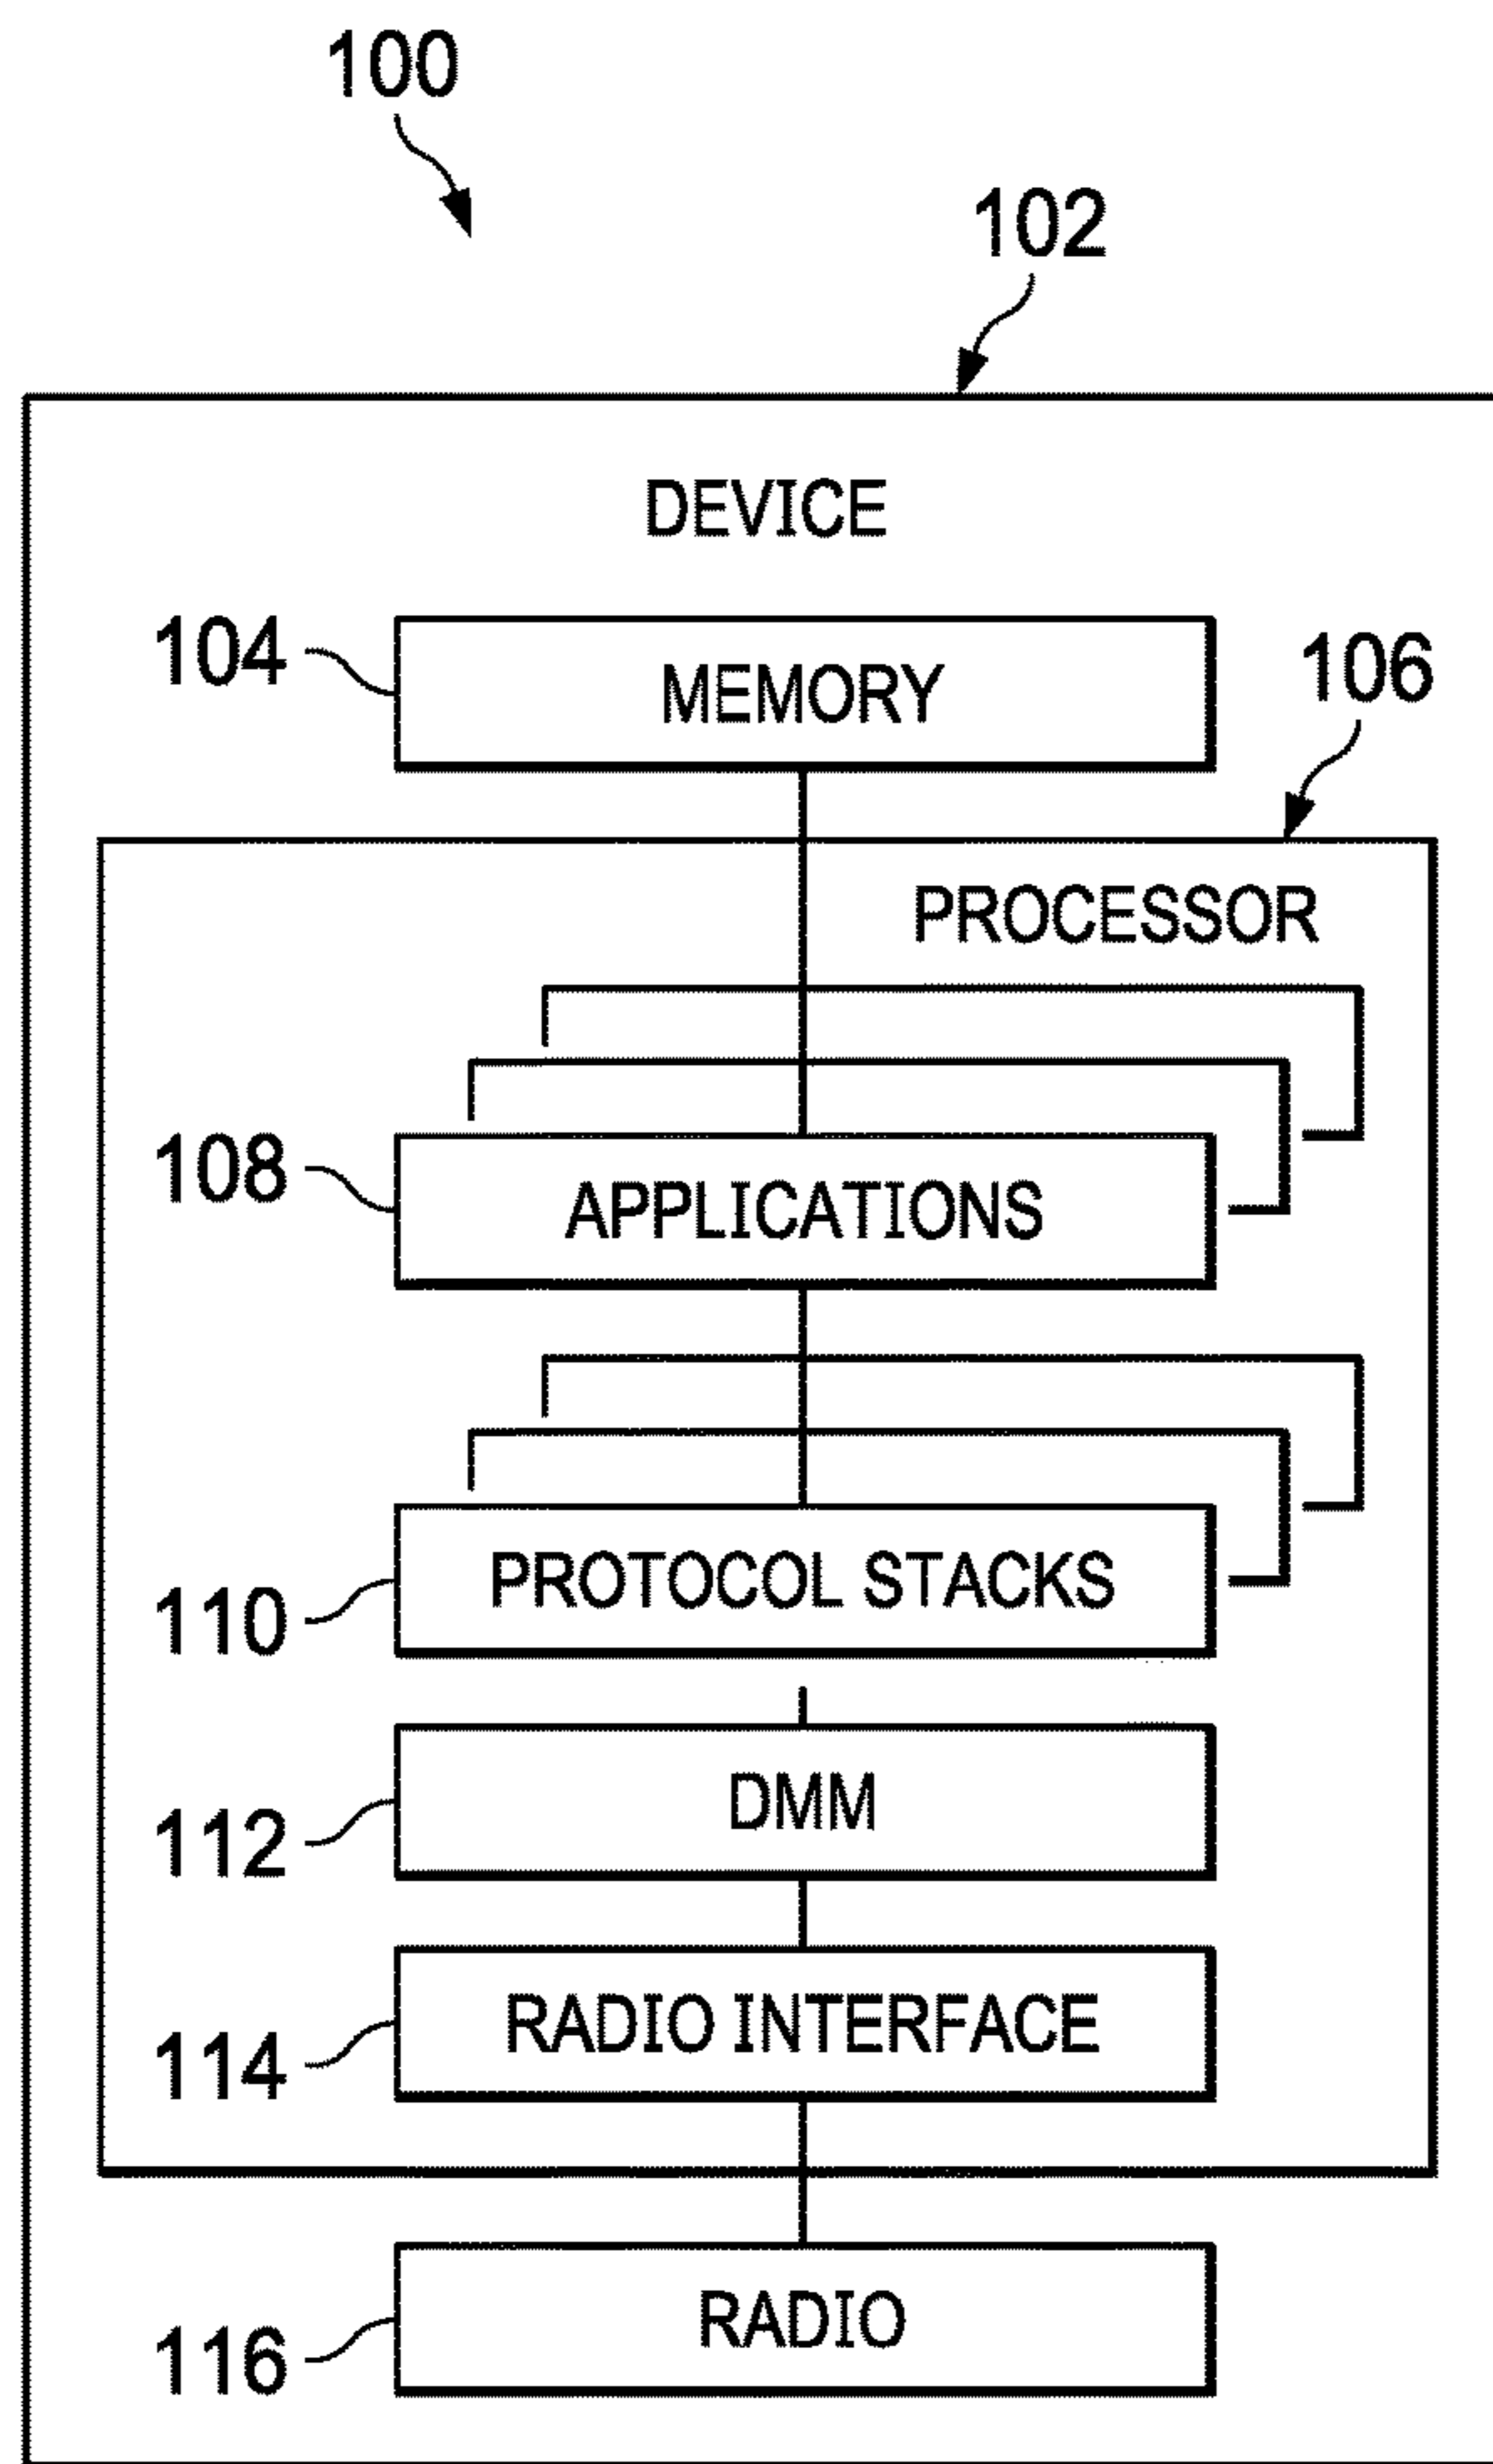 100
102
DEVICE
104
MEMORY
106
PROCESSOR
108
APPLICATIONS
110
PROTOCOL STACKS
112
DMM
114
RADIO INTERFACE
116
RADIO